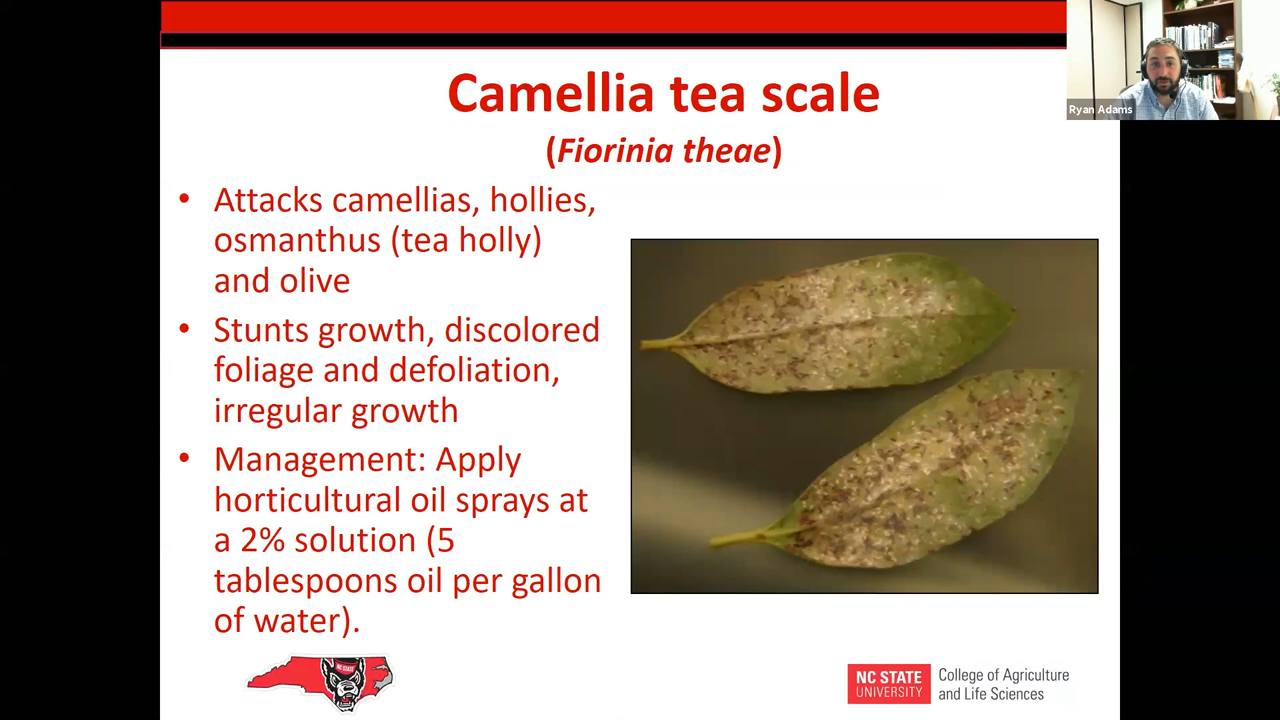 Camellia tea scale
(Fiorinia theae)
Ryan Adams
• Attacks camellias, hollies,
osmanthus (tea holly)
and olive
• Stunts growth, discolored
foliage and defoliation,
irregular growth
• Management: Apply
horticultural oil sprays at
a 2% solution (5
tablespoons oil per gallon
of water).
NC STATE
NC STATE
UNIVERSITY
College of Agriculture
and Life Sciences